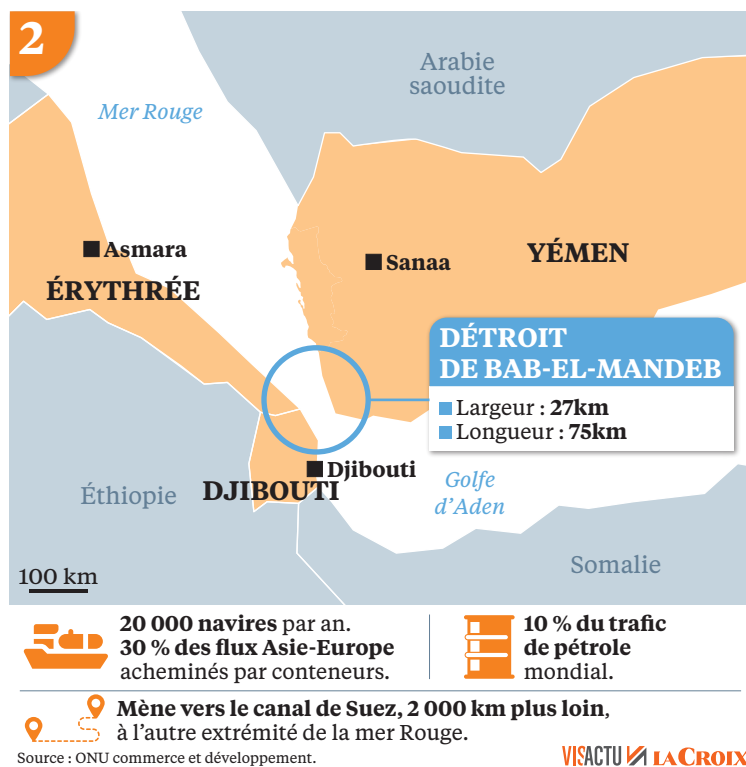 2
Arabie
saoudite
Mer Rouge
Asmara
ÉRYTHRÉE
Sanaa
YÉMEN
DÉTROIT
DE BAB-EL-MANDEB
Largeur : 27km
Longueur : 75km
Djibouti
DJIBOUTI
Golfe
d’Aden
Éthiopie
Somalie
100 km
20 000 navires par an.
30 % des flux Asie-Europe
acheminés par conteneurs.
10 % du trafic
de pétrole
mondial.
Mène vers le canal de Suez, 2 000 km plus loin,
à l’autre extrémité de la mer Rouge.
Source : ONU commerce et développement.
VISACTU LA CROIX